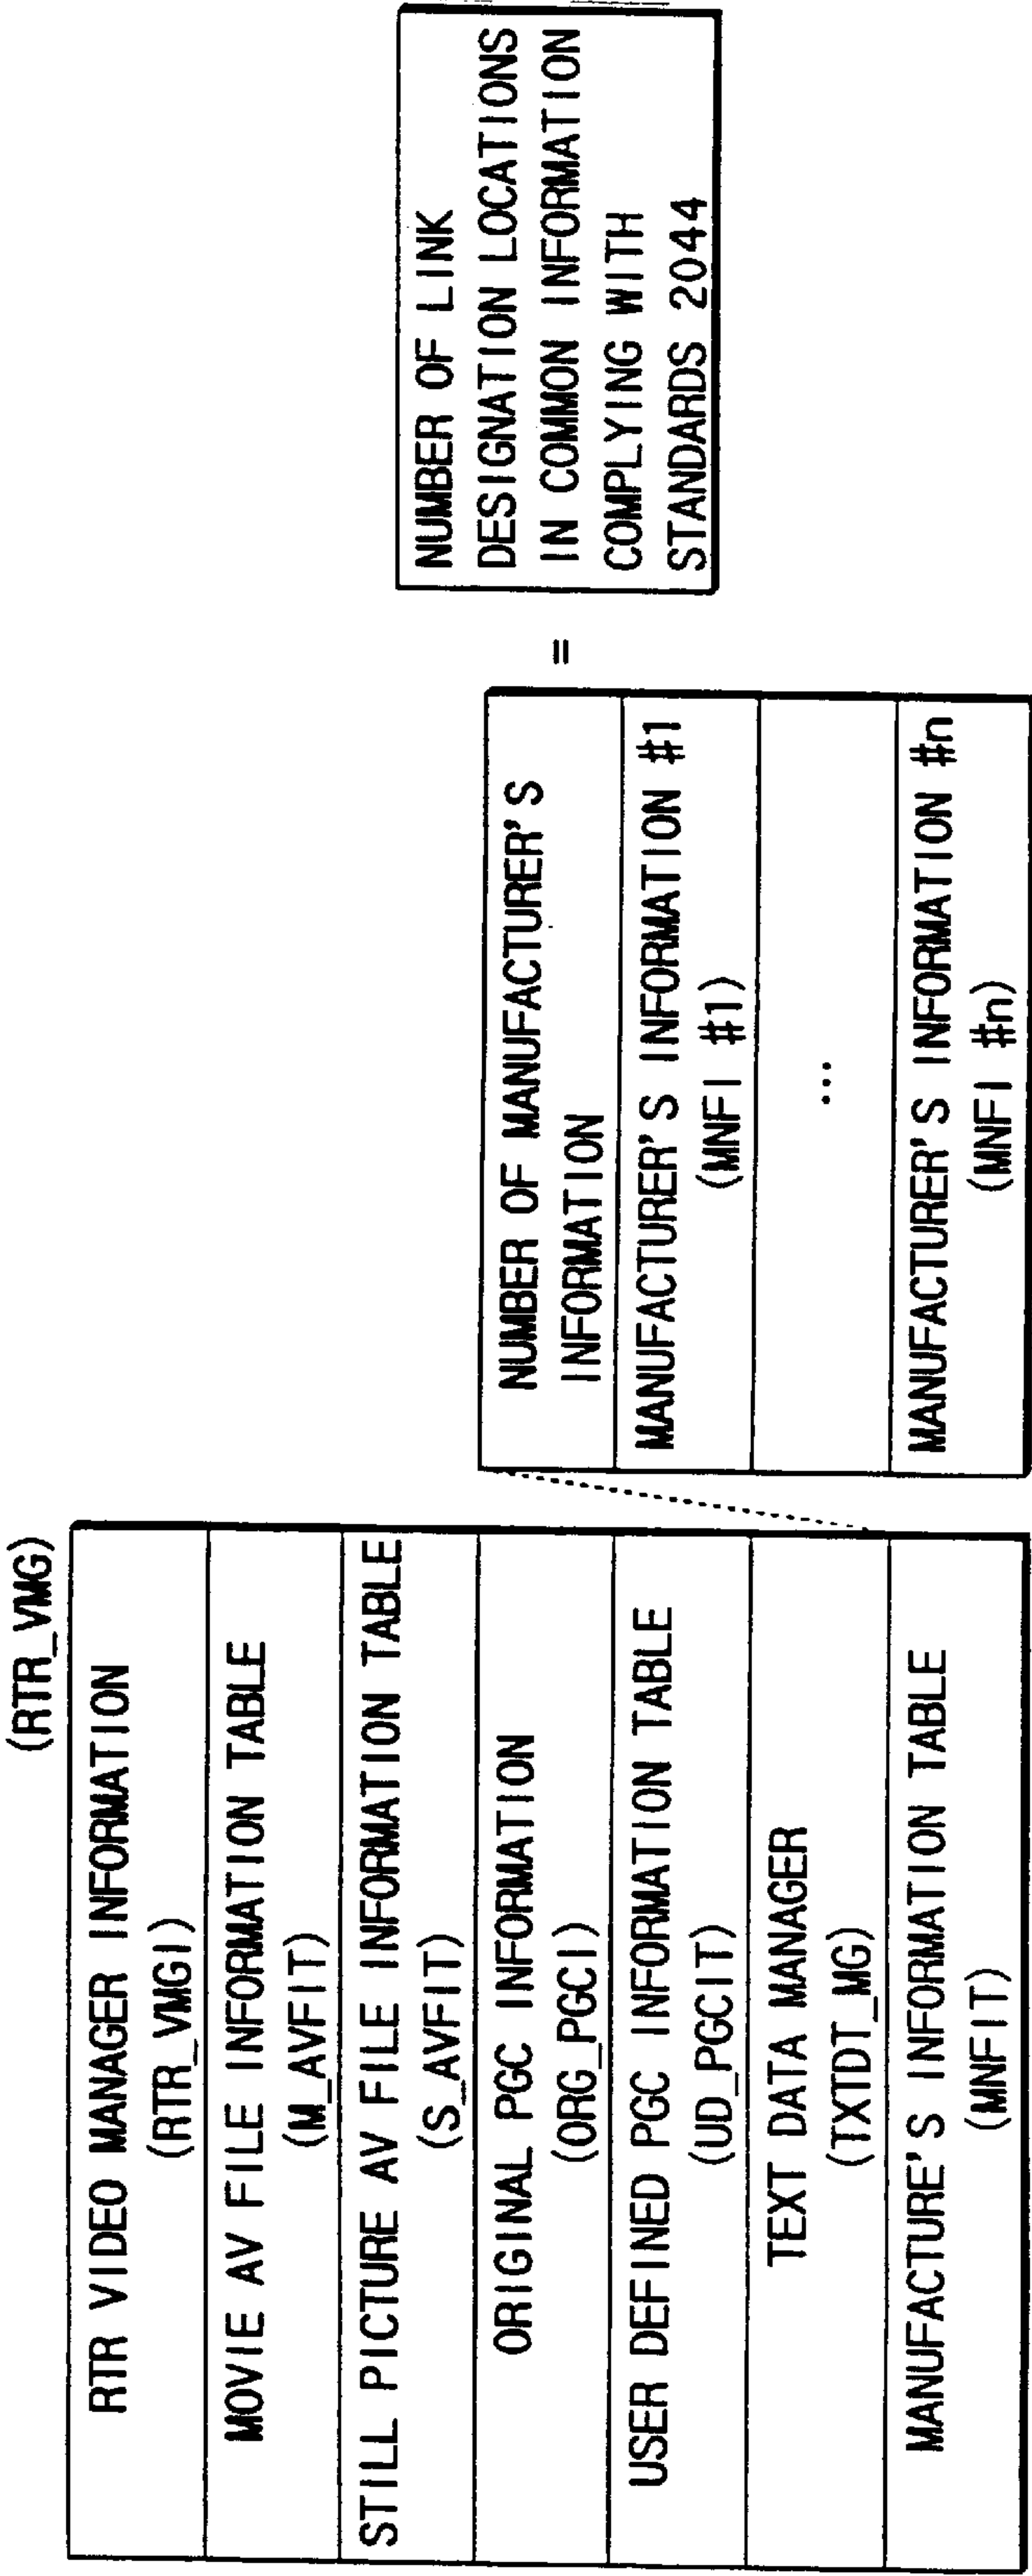 (RTR_VMG)
RTR VIDEO MANAGER INFORMATION
(RTR_VMGI)
MOVIE AV FILE INFORMATION TABLE
(M_AVFIT)
STILL PICTURE AV FILE INFORMATION TABLE
(S_AVFIT)
ORIGINAL PGC INFORMATION
(ORG_PGCI)
USER DEFINED PGC INFORMATION TABLE
(UD_PGCIT)
TEXT DATA MANAGER
(TXTDT_MG)
MANUFACTURE'S INFORMATION TABLE
(MNFIT)
NUMBER OF MANUFACTURER'S
INFORMATION
MANUFACTURER'S INFORMATION #1
(MNFI #1)
...
MANUFACTURER'S INFORMATION #n
(MNFI #n)
=
NUMBER OF LINK
DESIGNATION LOCATIONS
IN COMMON INFORMATION
COMPLYING WITH
STANDARDS 2044